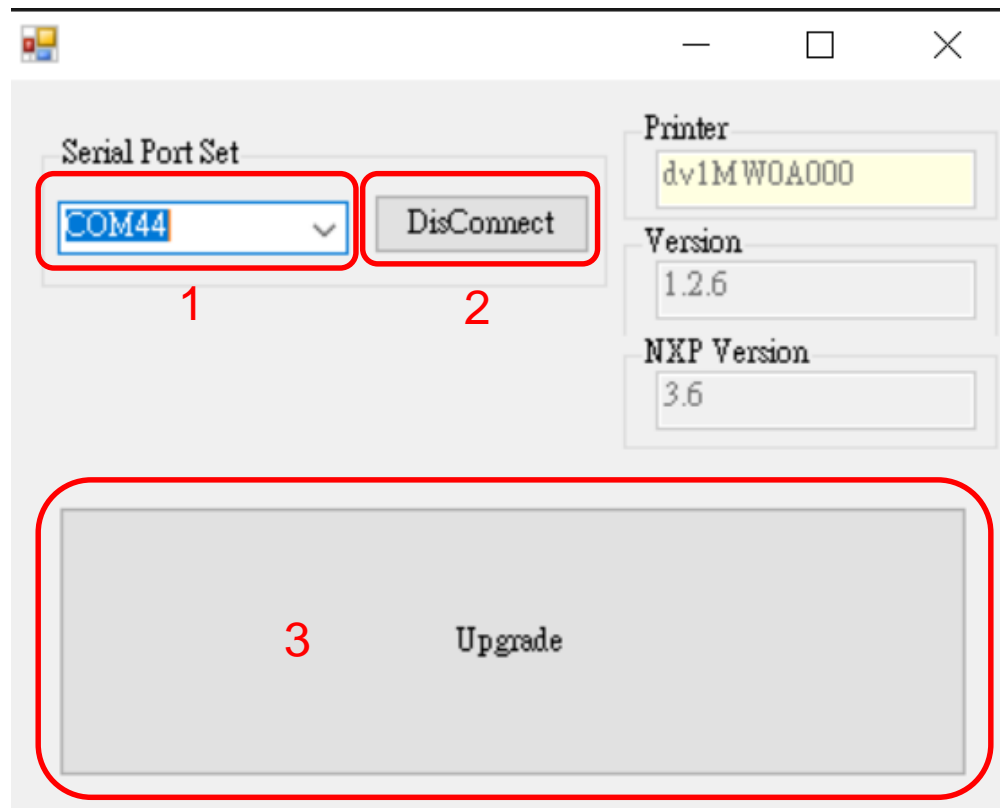 Serial Port Set
COM44
DisConnect
1
2
Printer
dv1MW0A000
Version
1.2.6
NXP Version
3.6
3
Upgrade